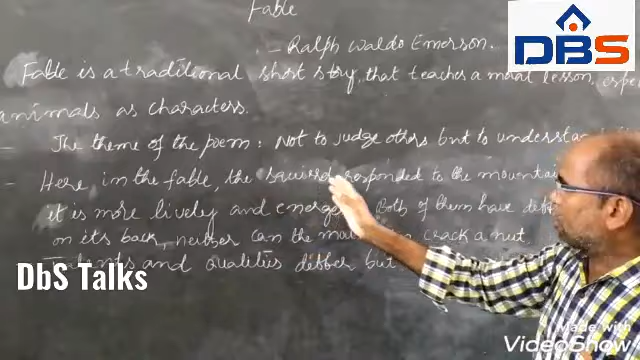 Fable
- Ralph Waldo Emerson.
DBS
Fable is a traditional short story, that teaches a moral lesson,
animals as characters.
- The theme of the poem: Not to judge others but to understand
- Here, in the fable, the squirrel responded to the mountain
it is more lively and Both of them have
on its back, neither can the crack a nut.
Talents and qualities differ but
DbS Talks
Made with
VideoShow